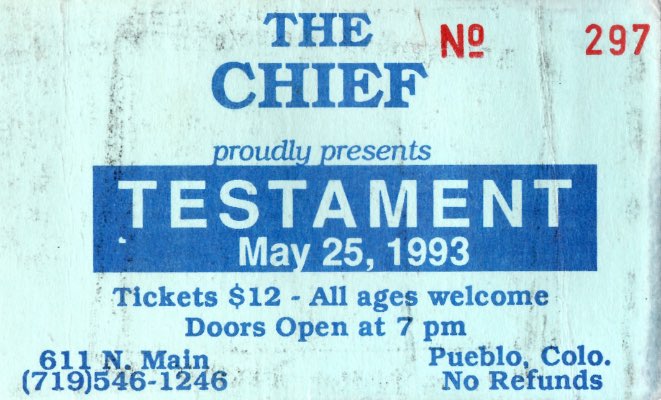 THE
CHIEF
Nº 297
proudly presents
TESTAMENT
May 25, 1993
Tickets $12 - All ages welcome
Doors Open at 7 pm
611 N. Main
(719)546-1246
Pueblo, Colo.
No Refunds